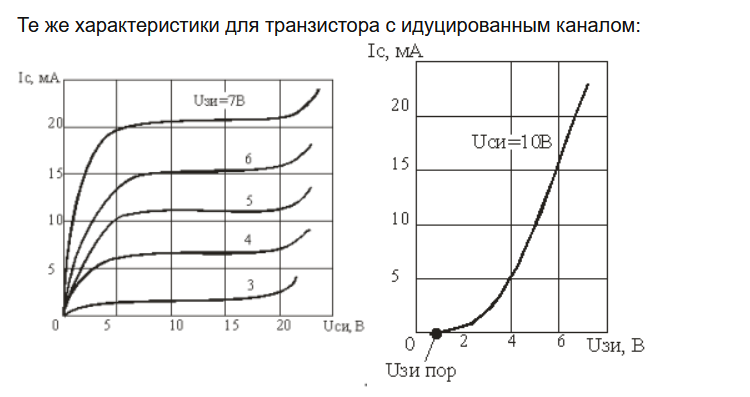 Те же характеристики для транзистора с идуцированным каналом:
Iс, мА
Uзи=7В
20
6
15
5
10
4
5
3
0 5 10 15 20 Uси, В
Iс, мА
20
Uси=10В
15
10
5
0 2 4 6 Uзи, В
Uзи пор